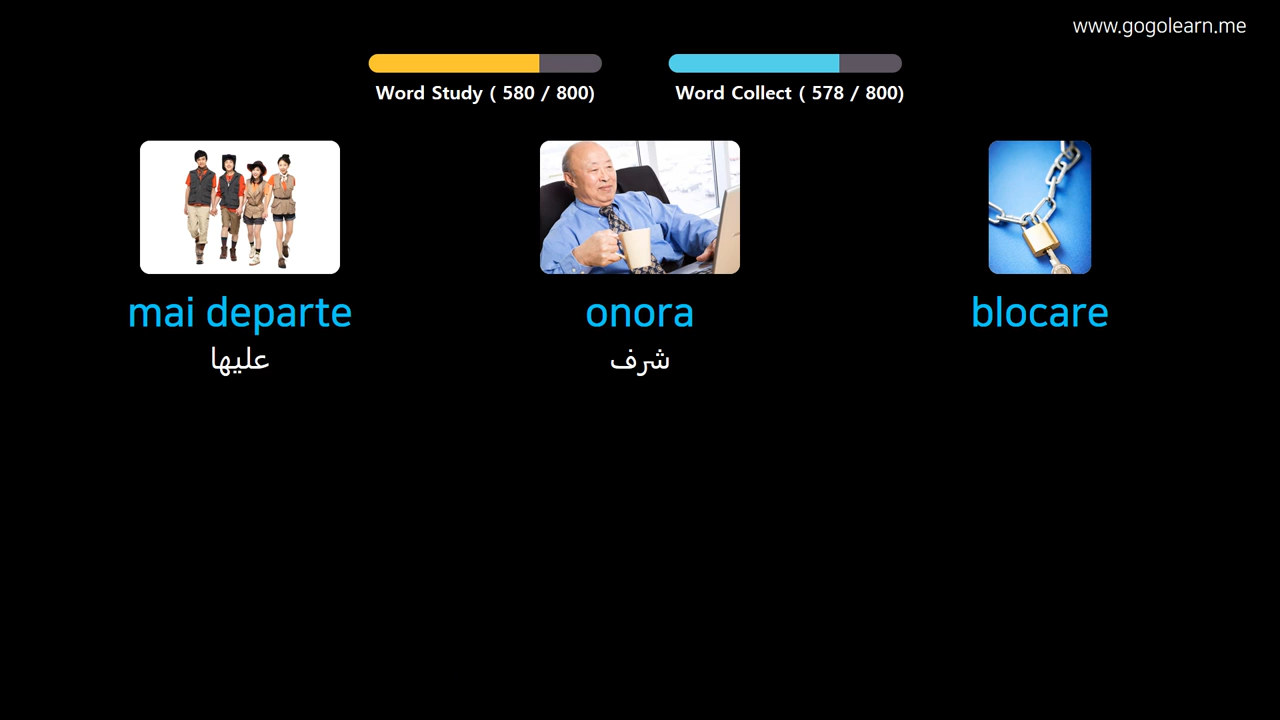 www.gogolearn.me
Word Study ( 580 / 800)
Word Collect ( 578 / 800)
mai departe
عليها
onora
شرف
blocare